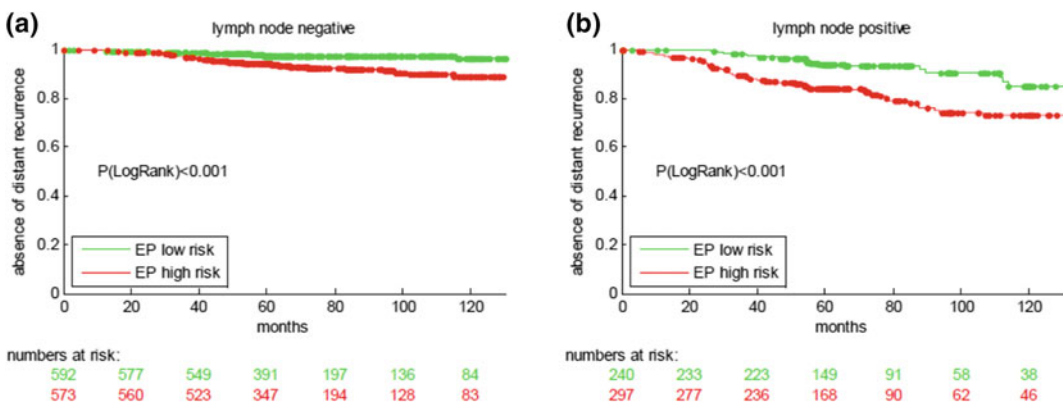 (a)
lymph node negative
absence of distant recurrence
1
0.8
0.6
0.4
0.2
0
P(LogRank)<0.001
EP low risk
EP high risk
0 20 40 60 80 100 120
months
numbers at risk:
592 577 549 391 197 136 84
573 560 523 347 194 128 83
(b)
lymph node positive
absence of distant recurrence
1
0.8
0.6
0.4
0.2
0
P(LogRank)<0.001
EP low risk
EP high risk
0 20 40 60 80 100 120
months
numbers at risk:
240 233 223 149 91 58 38
297 277 236 168 90 62 46